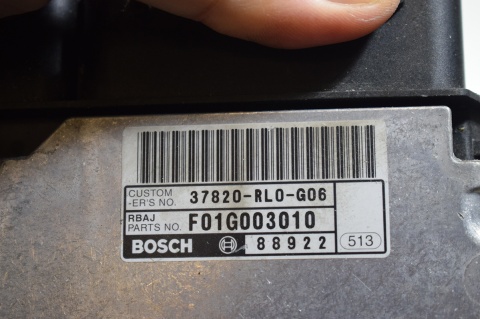 CUSTOM
-ER'S NO. 37820-RL0-G06
RBAJ
PARTS NO. F01G003010
BOSCH 88922 513